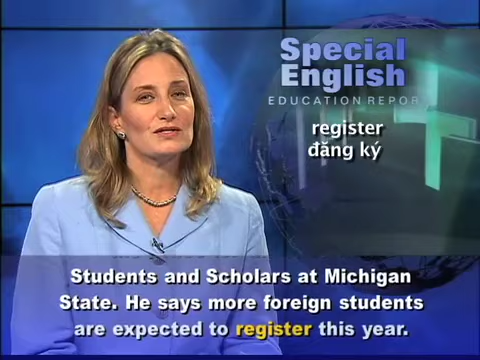 Special
English
EDUCATION REPORT
register
đăng ký
Students and Scholars at Michigan
State. He says more foreign students
are expected to register this year.